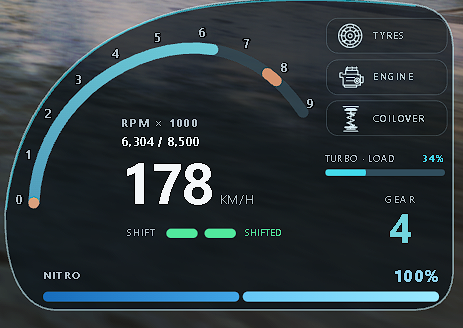 0
1
2
3
4
5
6
7
8
9
RPM × 1000
6,304 / 8,500
178 KM/H
SHIFT SHIFTED
NITRO 100%
TYRES
ENGINE
COILOVER
TURBO · LOAD 34%
GEAR
4